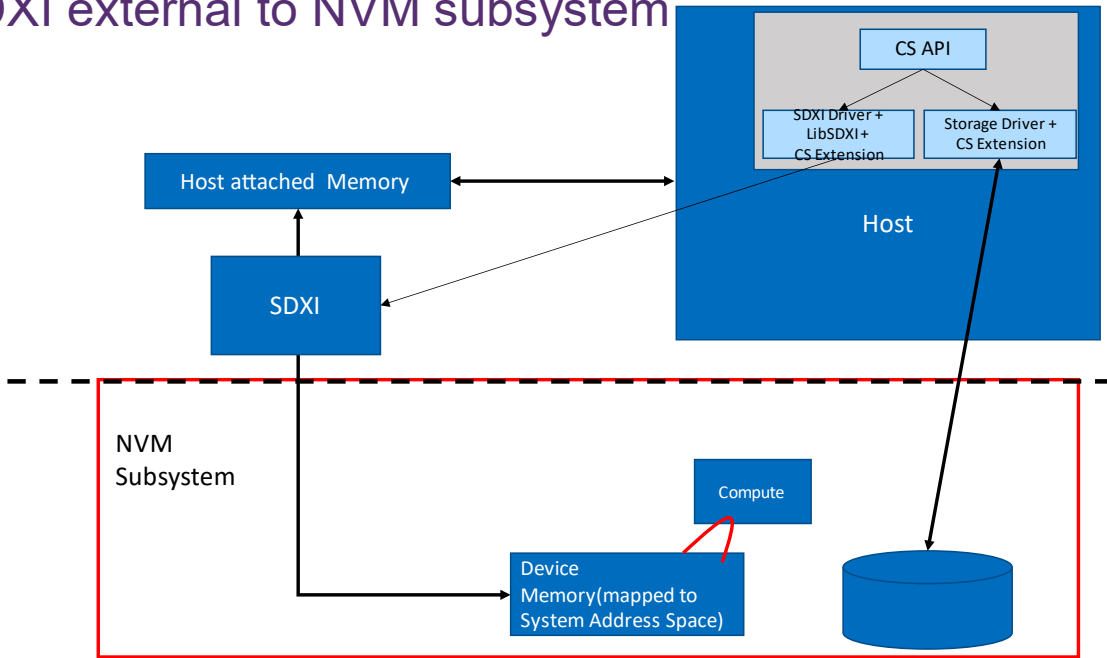 DXI external to NVM subsystem
CS API
SDXI Driver +
LibSDXI+
CS Extension
Storage Driver +
CS Extension
Host attached  Memory
Host
SDXI
NVM
Subsystem
Compute
Device
Memory(mapped to
System Address Space)